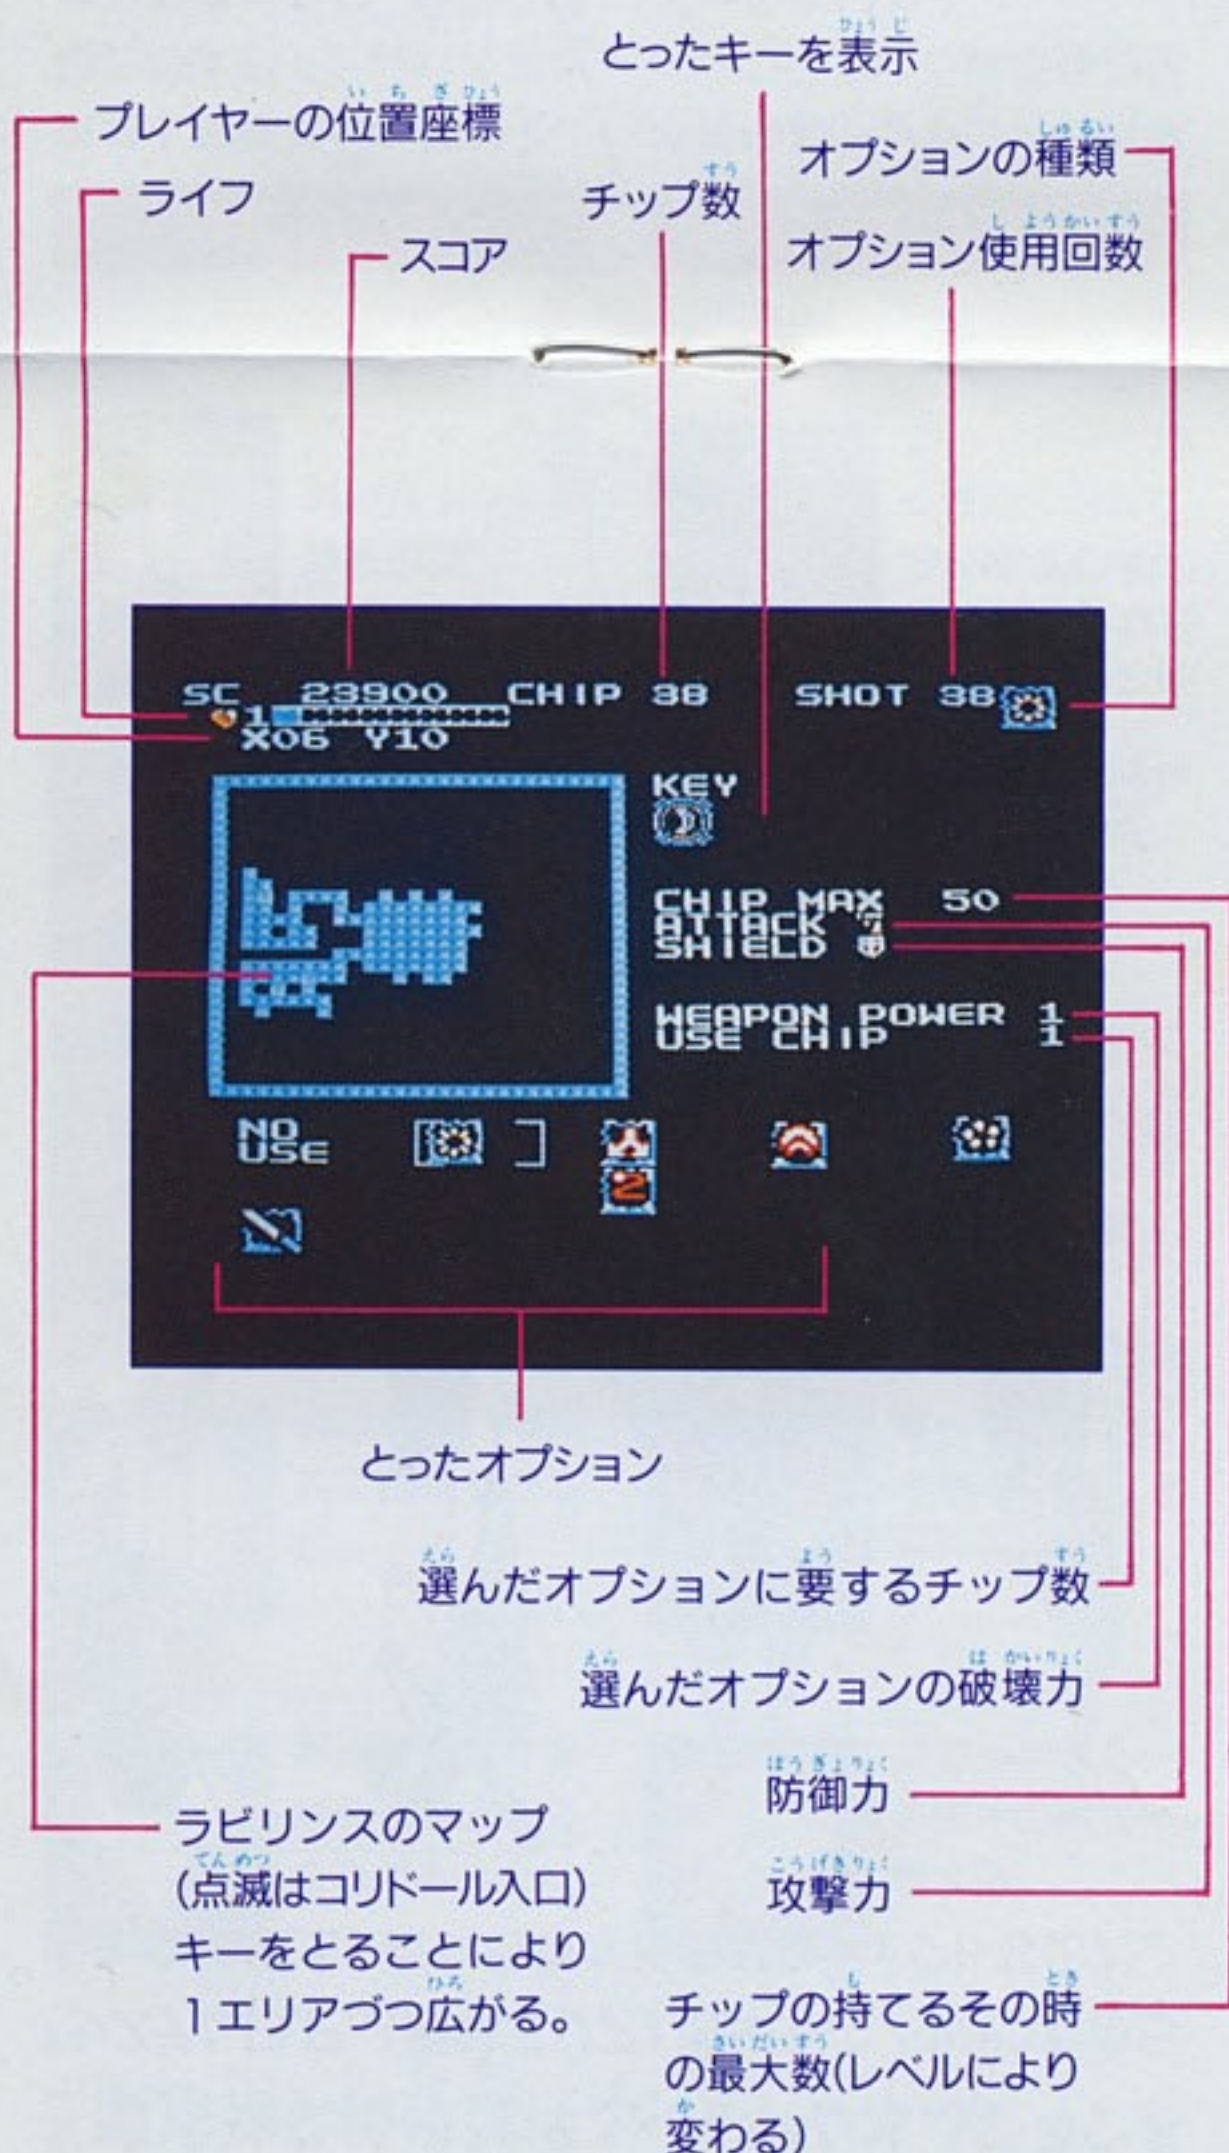 とったキーを表示
プレイヤーの位置座標
オプションの種類
ライフ
チップ数
スコア
オプション使用回数
SC 23900 CHIP 38 SHOT 38
1
X06 Y10
KEY
CHIP MAX 50
ATTACK
SHIELD
WEAPON POWER 1
USE CHIP 1
NO
USE
2
とったオプション
選んだオプションに要するチップ数
選んだオプションの破壊力
防御力
攻撃力
ラビリンスのマップ
(点滅はコリドール入口)
キーをとることにより
1エリアづつ広がる。
チップの持てるその時
の最大数(レベルにより
変わる)